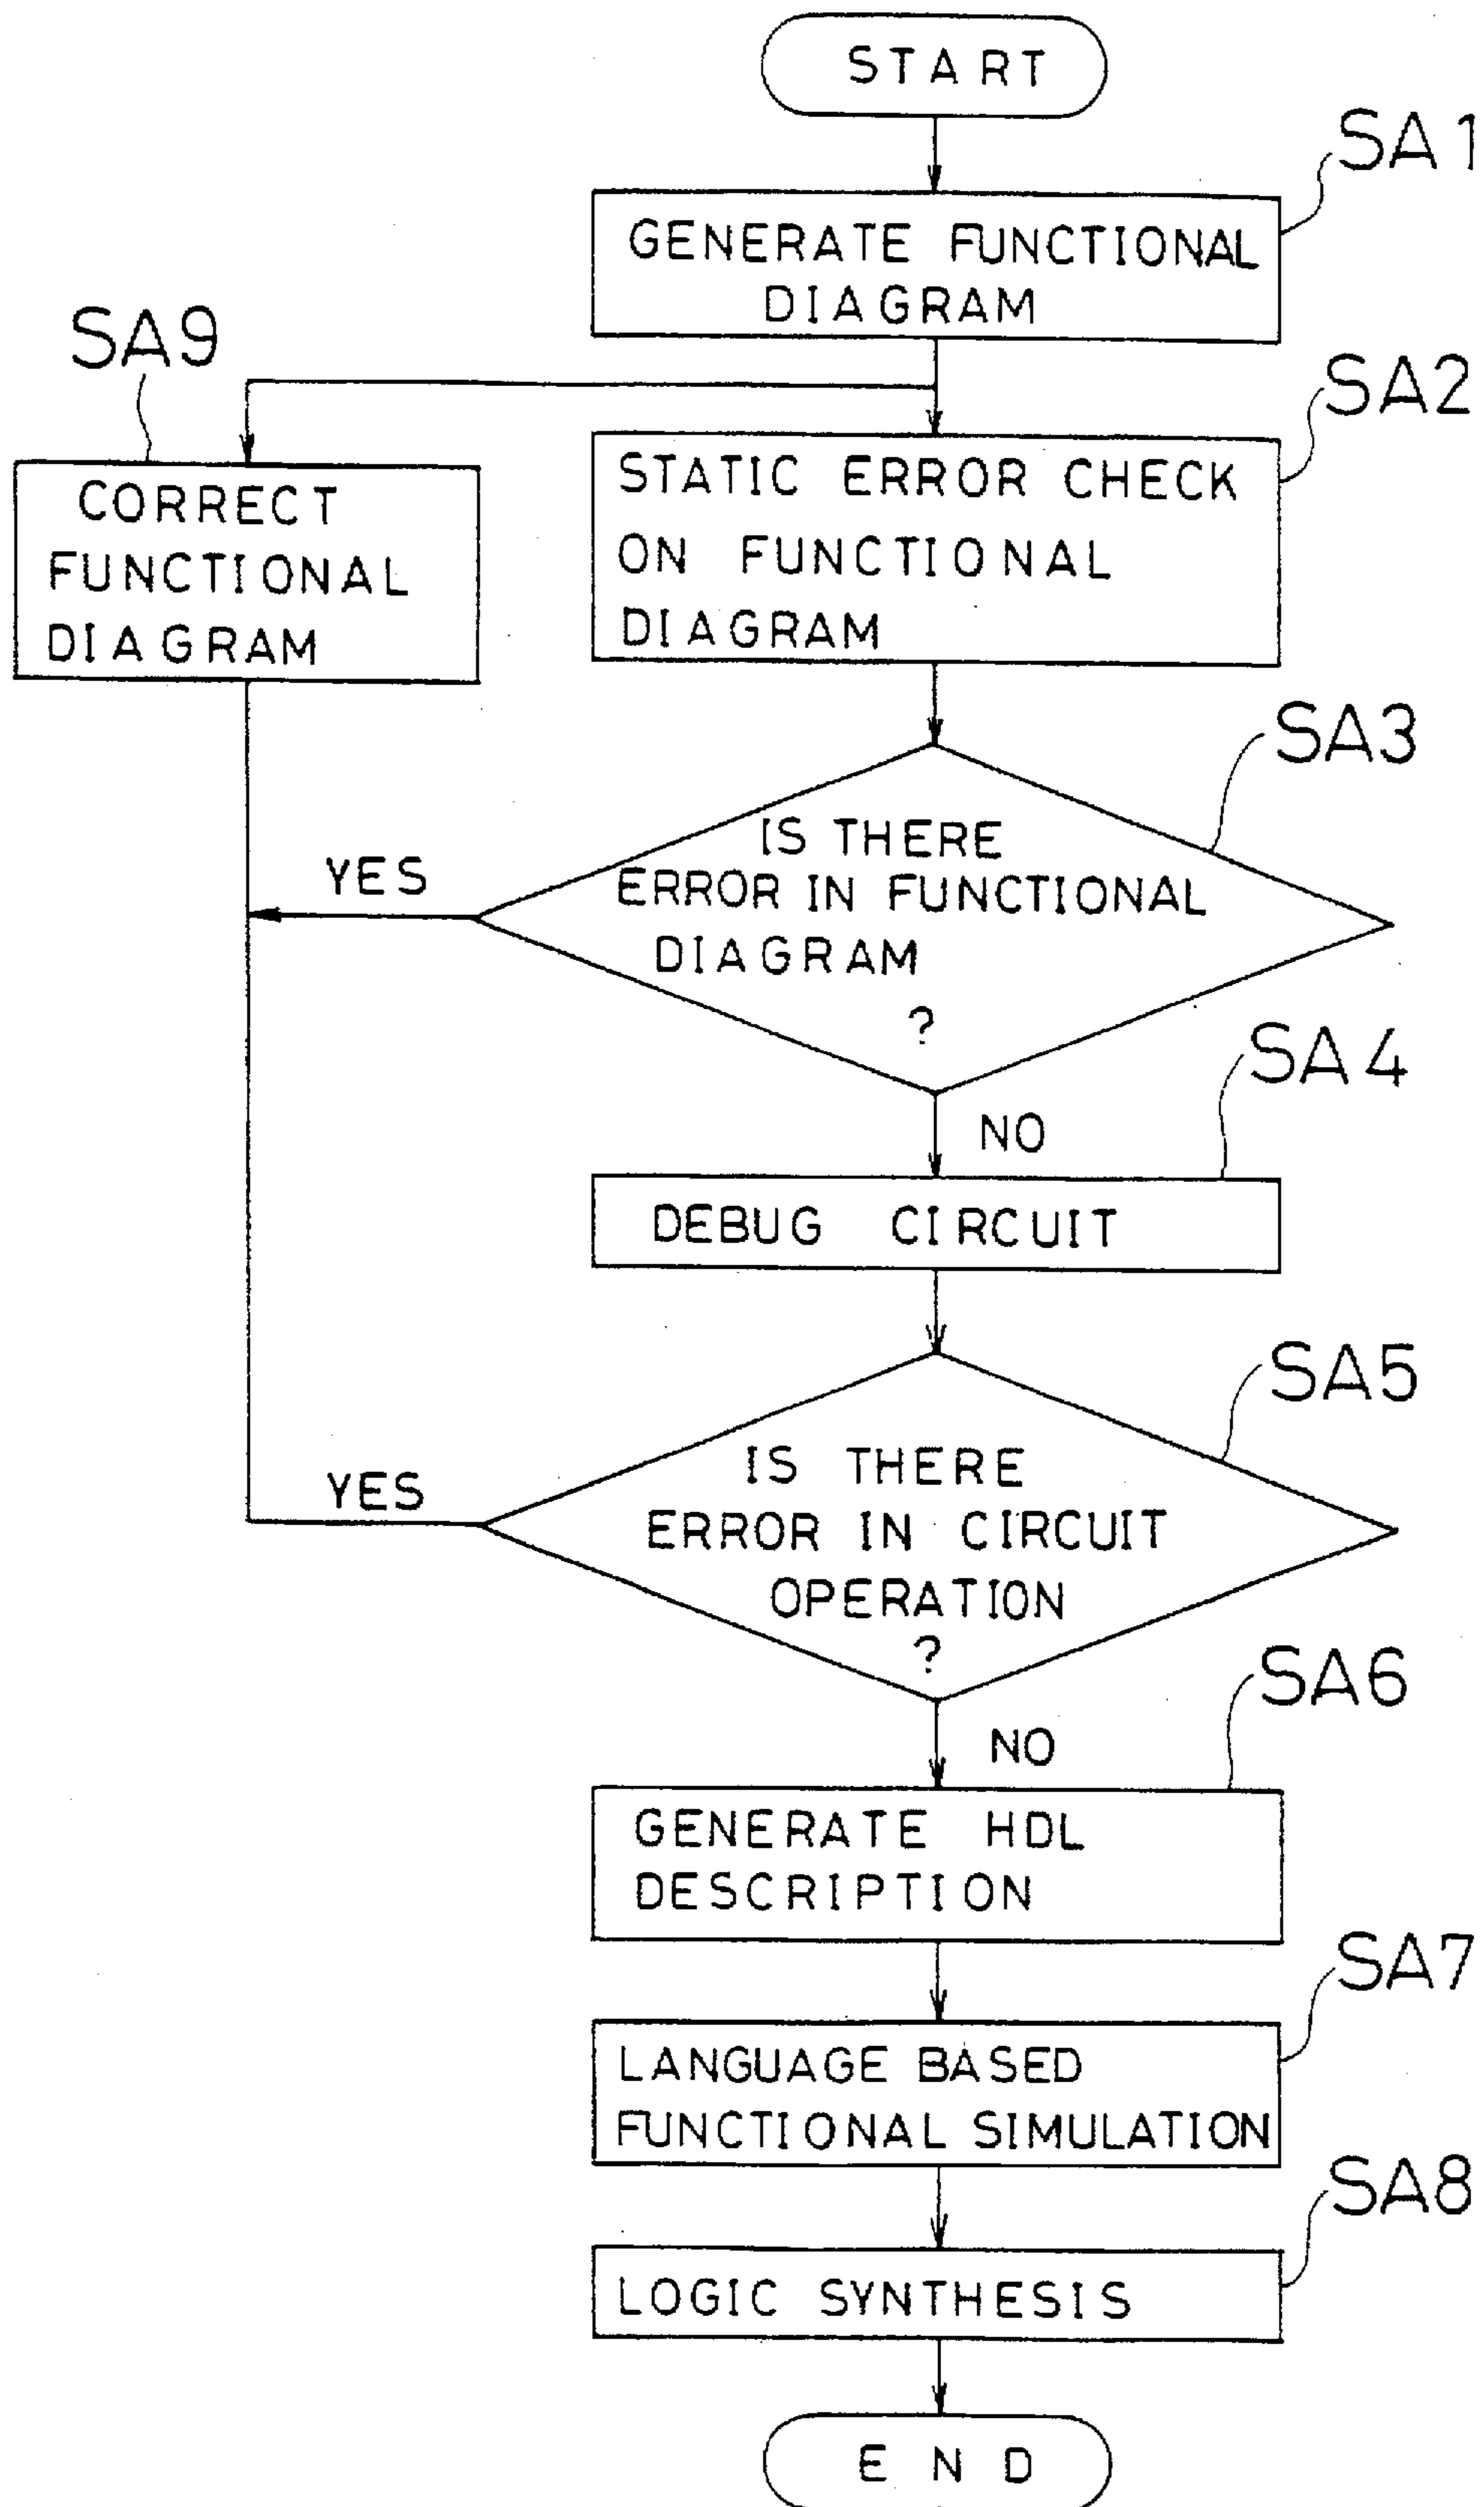 START
SA1
GENERATE FUNCTIONAL
DIAGRAM
SA9
SA2
CORRECT
FUNCTIONAL
DIAGRAM
STATIC ERROR CHECK
ON FUNCTIONAL
DIAGRAM
SA3
IS THERE
ERROR IN FUNCTIONAL
DIAGRAM
?
YES
SA4
NO
DEBUG CIRCUIT
SA5
IS THERE
ERROR IN CIRCUIT
OPERATION
?
YES
SA6
NO
GENERATE HDL
DESCRIPTION
SA7
LANGUAGE BASED
FUNCTIONAL SIMULATION
SA8
LOGIC SYNTHESIS
END